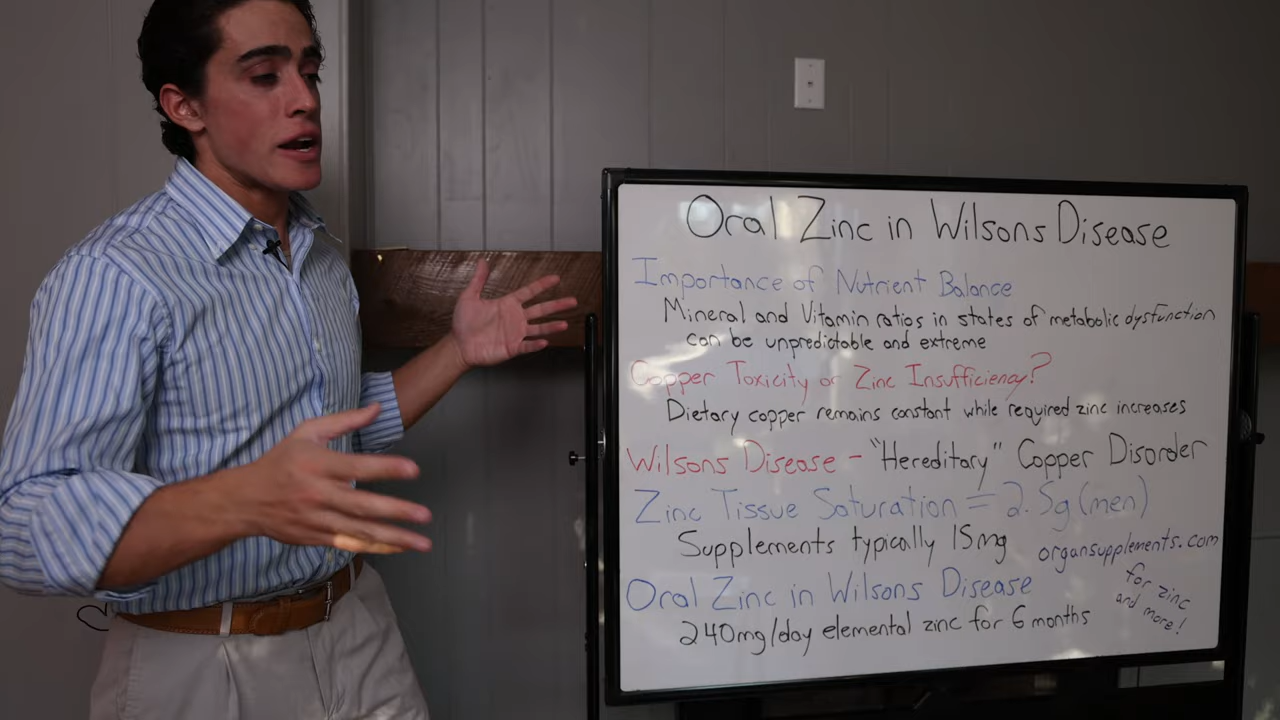 Oral Zinc in Wilsons Disease
Importance of Nutrient Balance
Mineral and Vitamin ratios in states of metabolic dysfunction
can be unpredictable and extreme
Copper Toxicity or Zinc Insufficiency?
Dietary copper remains constant while required zinc increases
Wilsons Disease - "Hereditary" Copper Disorder
Zinc Tissue Saturation = 2.5g (men)
Supplements typically 15mg
organsupplements.com
for zinc
and more!
Oral Zinc in Wilsons Disease
240mg/day elemental zinc for 6 months